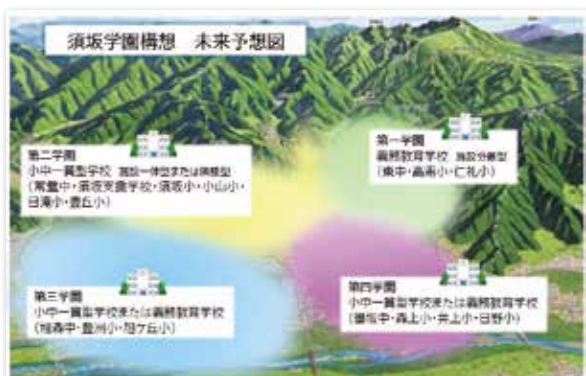 須坂学園構想 未来予想図
第二学園
小中一貫型学校 施設一体型または隣接型
(常盤中・須坂支援学校・須坂小・小山小・
日滝小・豊丘小)
第一学園
義務教育学校 施設分離型
(東中・高甫小・仁礼小)
第三学園
小中一貫型学校または義務教育学校
(相森中・豊洲小・旭ケ丘小)
第四学園
小中一貫型学校または義務教育学校
(墨坂中・森上小・井上小・日野小)